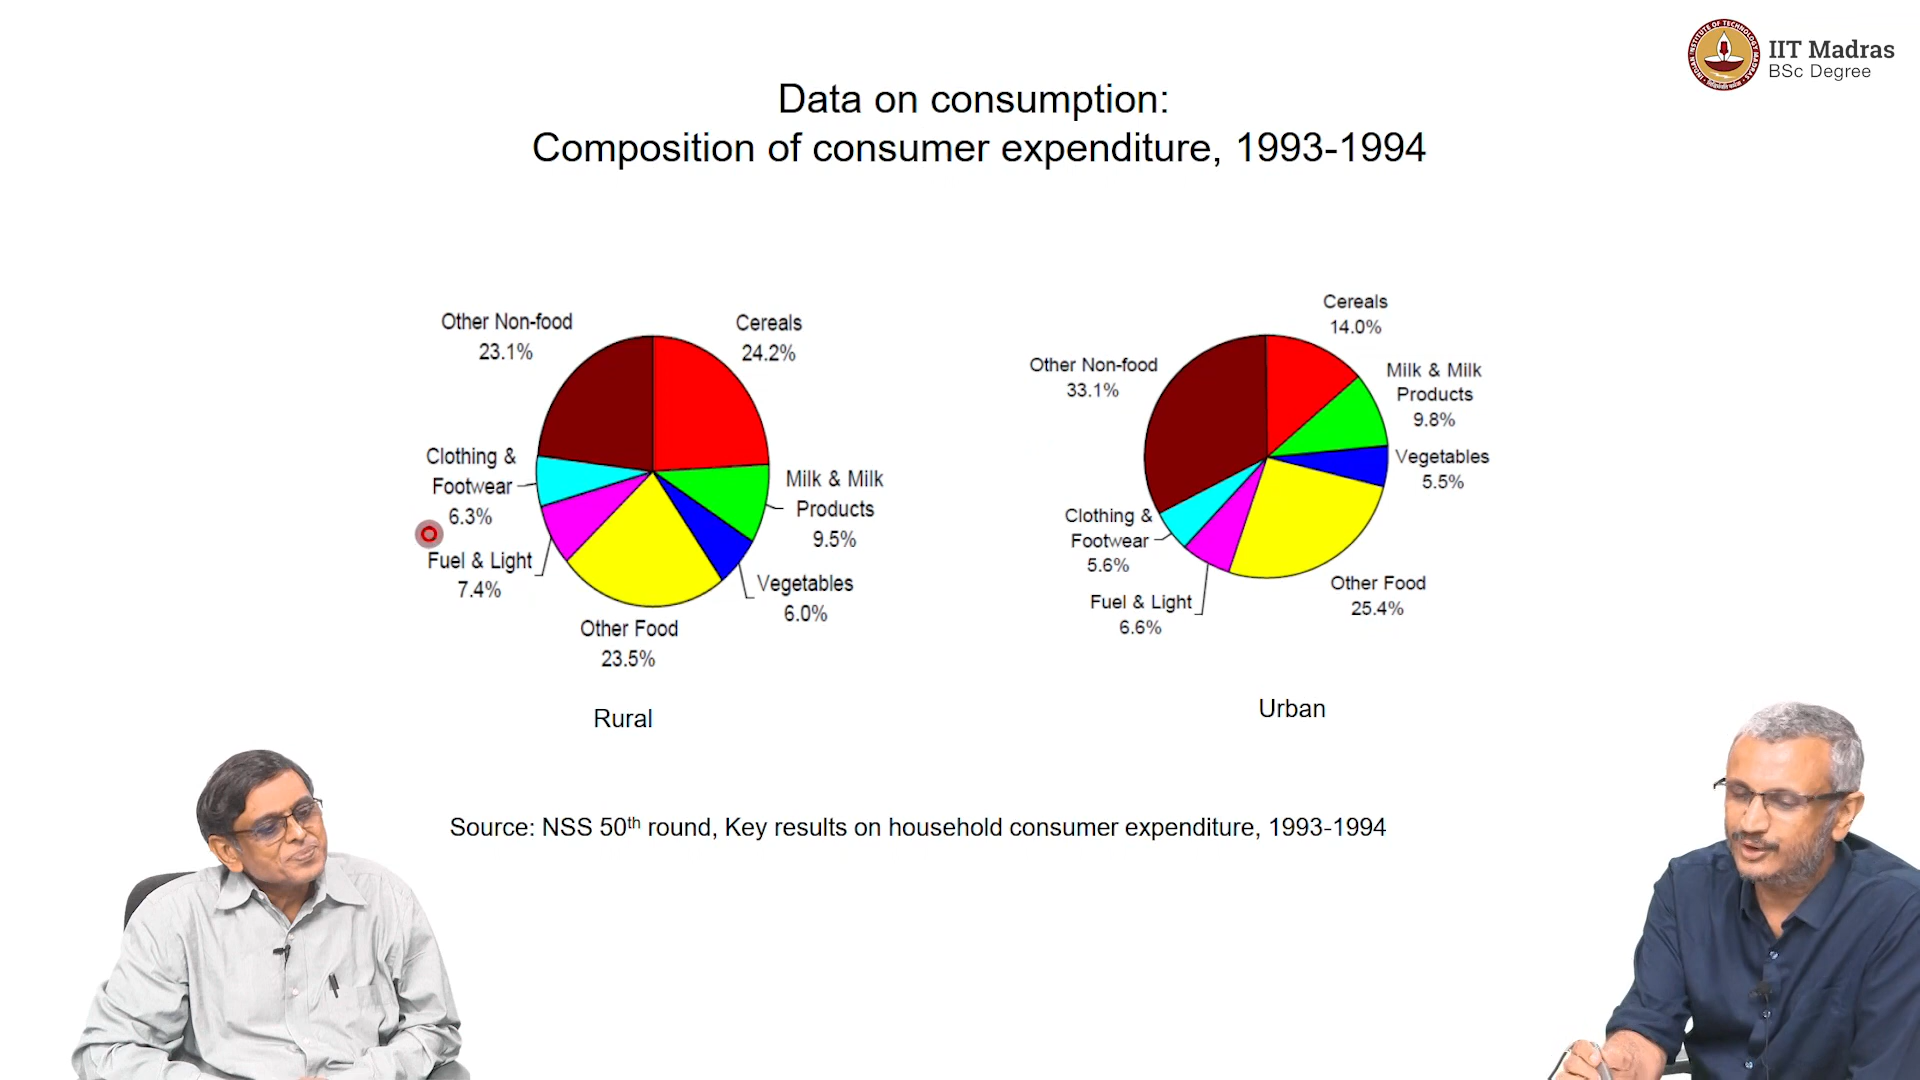 IIT Madras
BSc Degree
Data on consumption:
Composition of consumer expenditure, 1993-1994
Other Non-food
23.1%
Cereals
24.2%
Clothing &
Footwear
6.3%
Milk & Milk
Products
9.5%
Fuel & Light
7.4%
Vegetables
6.0%
Other Food
23.5%
Rural
Cereals
14.0%
Other Non-food
33.1%
Milk & Milk
Products
9.8%
Vegetables
5.5%
Clothing &
Footwear
5.6%
Other Food
25.4%
Fuel & Light
6.6%
Urban
Source: NSS 50th round, Key results on household consumer expenditure, 1993-1994